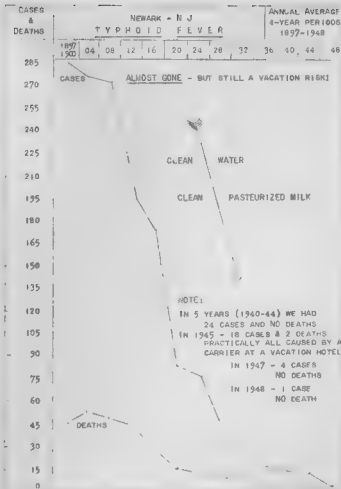 CASES
&
DEATHS
NEWARK - N J
TYPHOID FEVER
ANNUAL AVERAGE
4-YEAR PERIODS
1897-1948
1897
1900 04 08 12 16 20 24 28 36 40 44 48
285
270
255
240
225
210
195
180
165
150
135
120
105
90
75
60
45
30
15
0
CASES
ALMOST GONE - BUT STILL A VACATION RISK!
CLEAN WATER
CLEAN PASTEURIZED MILK
NOTE:
IN 5 YEARS (1940-44) WE HAD
24 CASES AND NO DEATHS
IN 1945 - 18 CASES & 2 DEATHS
PRACTICALLY ALL CAUSED BY A
CARRIER AT A VACATION HOTEL
IN 1947 - 4 CASES
NO DEATHS
IN 1948 - 1 CASE
NO DEATH
DEATHS